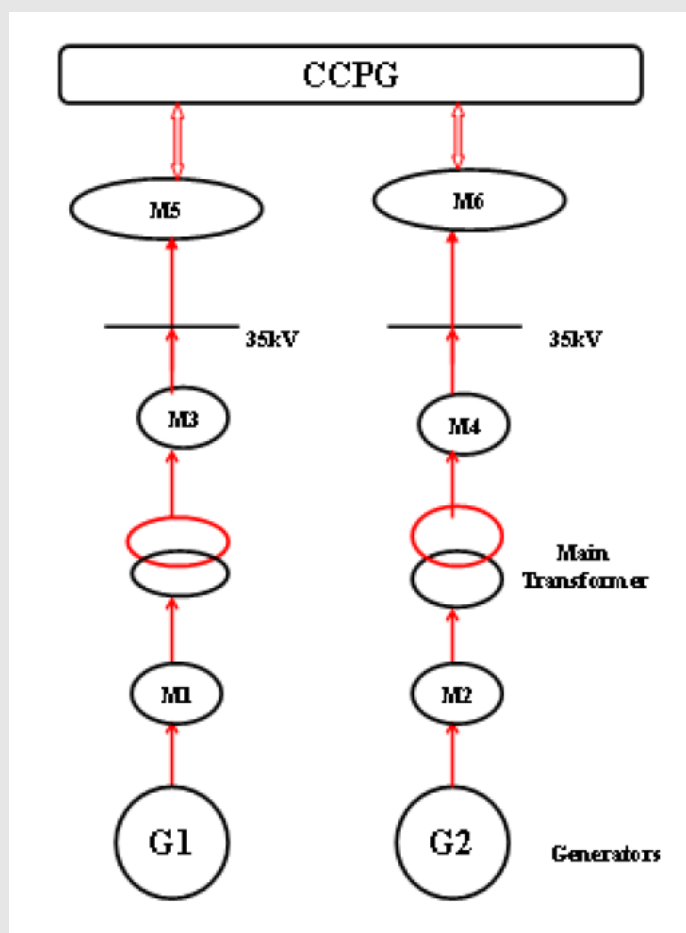 CCPG
M5
M6
35kV
35kV
M3
M4
Main
Transformer
M1
M2
G1
G2
Generators